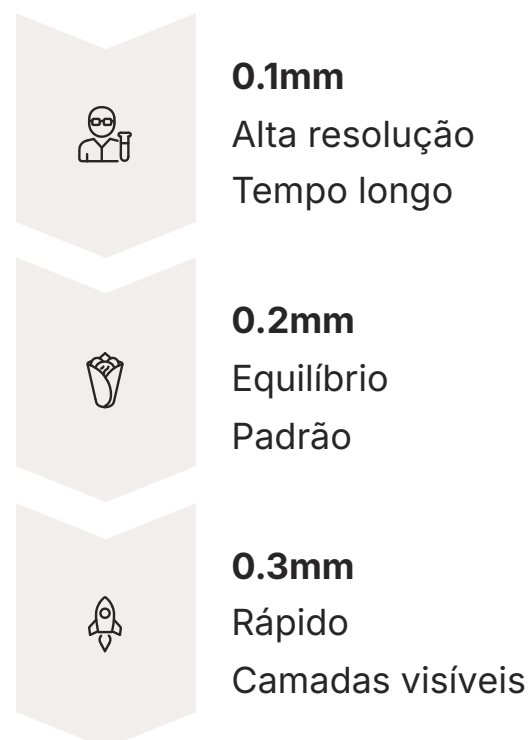 0.1mm
Alta resolução
Tempo longo
0.2mm
Equilíbrio
Padrão
0.3mm
Rápido
Camadas visíveis